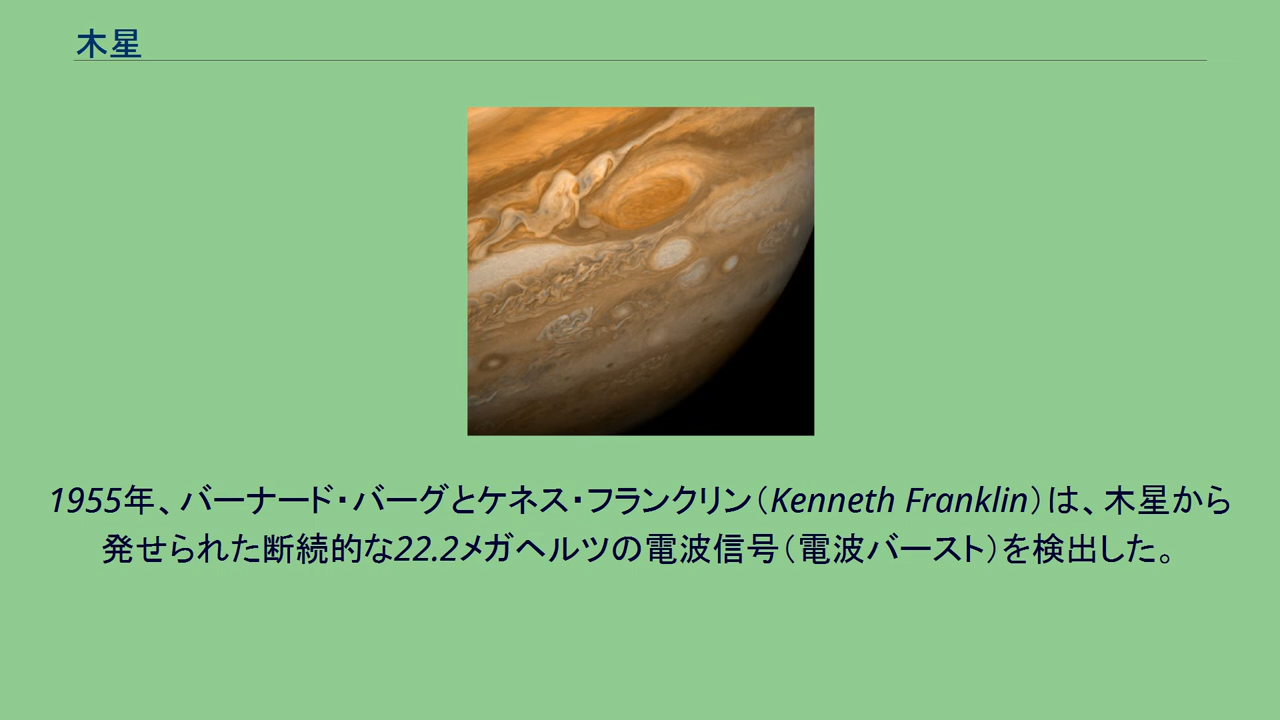 木星
1955年、バーナード・バーグとケネス・フランクリン（Kenneth Franklin）は、木星から
発せられた断続的な22.2メガヘルツの電波信号（電波バースト）を検出した。